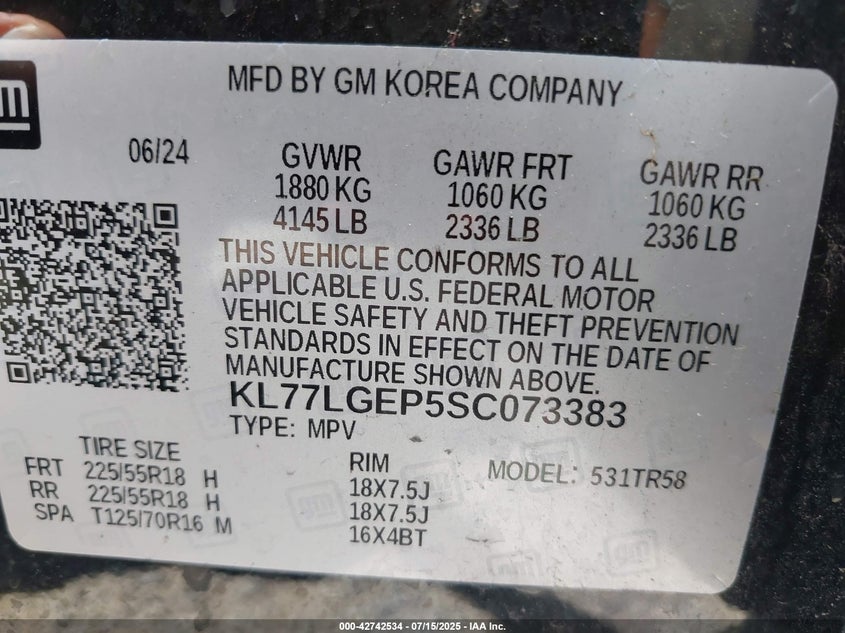 gm
MFD BY GM KOREA COMPANY
06/24
GVWR
1880 KG
4145 LB
GAWR FRT
1060 KG
2336 LB
GAWR RR
1060 KG
2336 LB
THIS VEHICLE CONFORMS TO ALL
APPLICABLE U.S. FEDERAL MOTOR
VEHICLE SAFETY AND THEFT PREVENTION
STANDARDS IN EFFECT ON THE DATE OF
MANUFACTURE SHOWN ABOVE.
KL77LGEP5SC073383
TYPE: MPV
TIRE SIZE
FRT 225/55R18 H
RR 225/55R18 H
SPA T125/70R16 M
RIM
18X7.5J
18X7.5J
16X4BT
MODEL: 531TR58
000-42742534 - 07/15/2025 - IAA Inc.